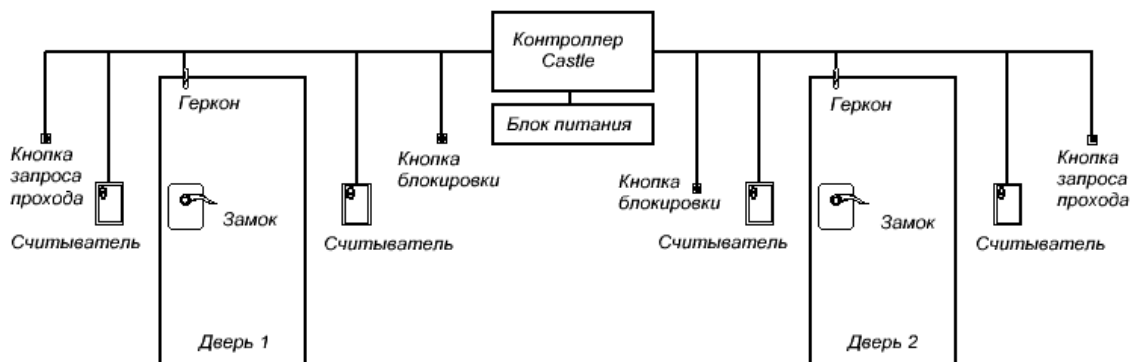 Контроллер
Castle
Блок питания
Геркон
Кнопка
запроса
прохода
Считыватель
Замок
Дверь 1
Считыватель
Кнопка
блокировки
Кнопка
блокировки
Считыватель
Геркон
Замок
Дверь 2
Считыватель
Кнопка
запроса
прохода